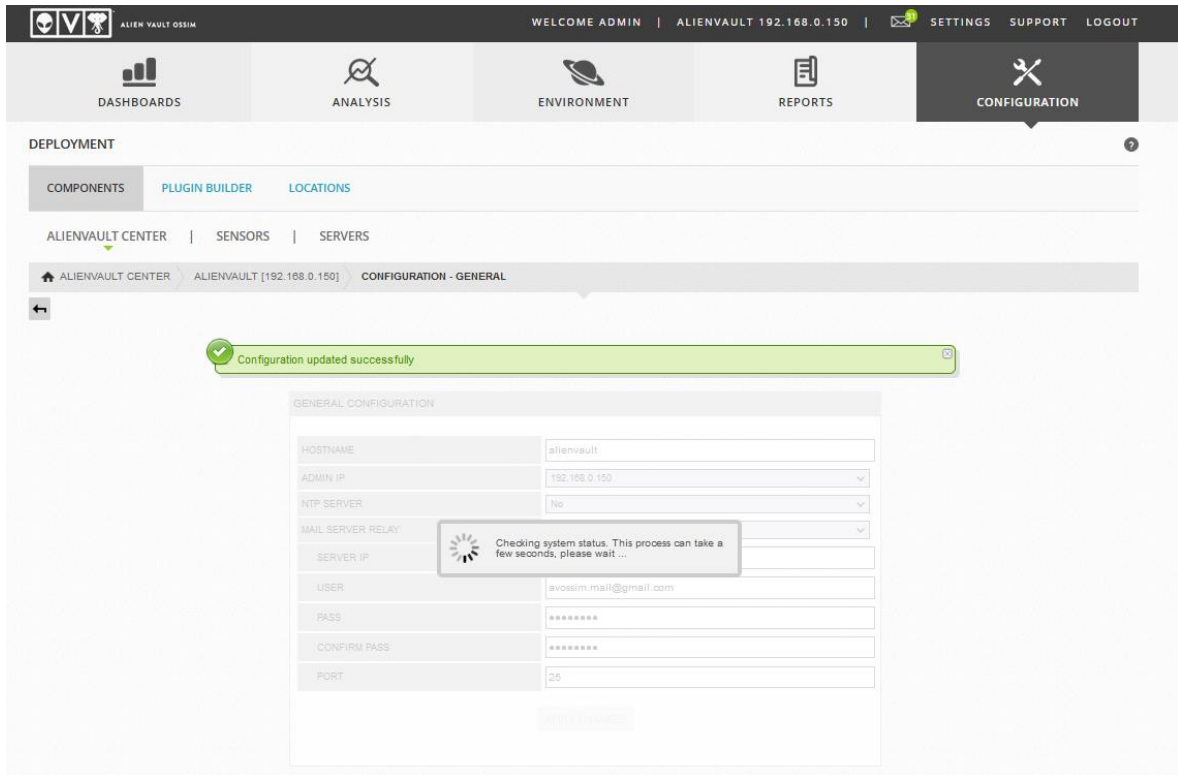 AV ALIEN VAULT OSSIM
WELCOME ADMIN | ALIENVAULT 192.168.0.150 | 31 SETTINGS SUPPORT LOGOUT
DASHBOARDS ANALYSIS ENVIRONMENT REPORTS CONFIGURATION
DEPLOYMENT ?
COMPONENTS PLUGIN BUILDER LOCATIONS
ALIENVAULT CENTER | SENSORS | SERVERS
ALIENVAULT CENTER ALIENVAULT [192.168.0.150] CONFIGURATION - GENERAL
Configuration updated successfully
GENERAL CONFIGURATION
HOSTNAME alienvault
ADMIN IP 192.168.0.150
NTP SERVER No
MAIL SERVER RELAY
Checking system status. This process can take a
few seconds, please wait ...
SERVER IP
USER avossim.mail@gmail.com
PASS ••••••••
CONFIRM PASS ••••••••
PORT 25
APPLY CHANGES